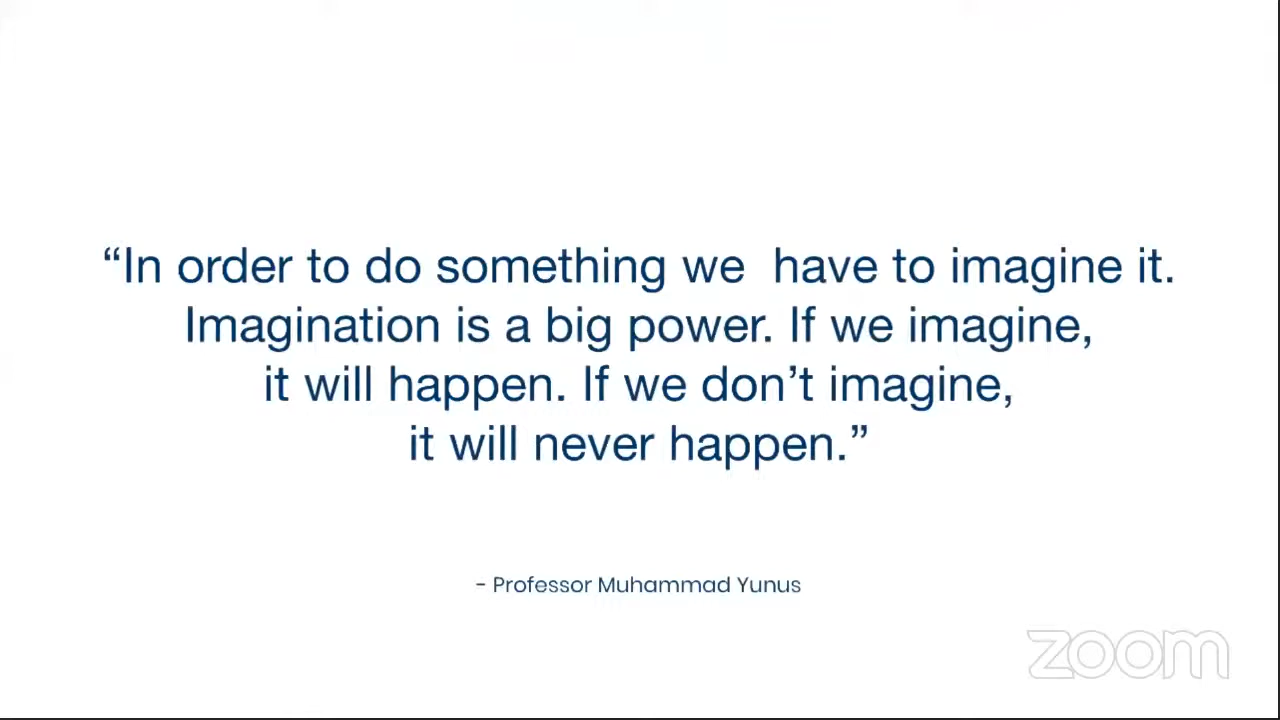 “In order to do something we  have to imagine it.
Imagination is a big power. If we imagine,
it will happen. If we don’t imagine,
it will never happen.”
- Professor Muhammad Yunus
zoom